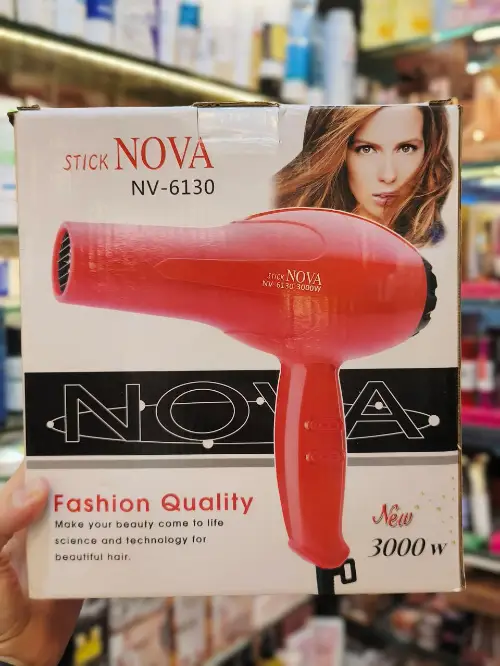 STICK NOVA
NV-6130
STICK NOVA
NV-6130 3000W
NOVA
Fashion Quality
Make your beauty come to life
science and technology for
beautiful hair.
New
3000 W